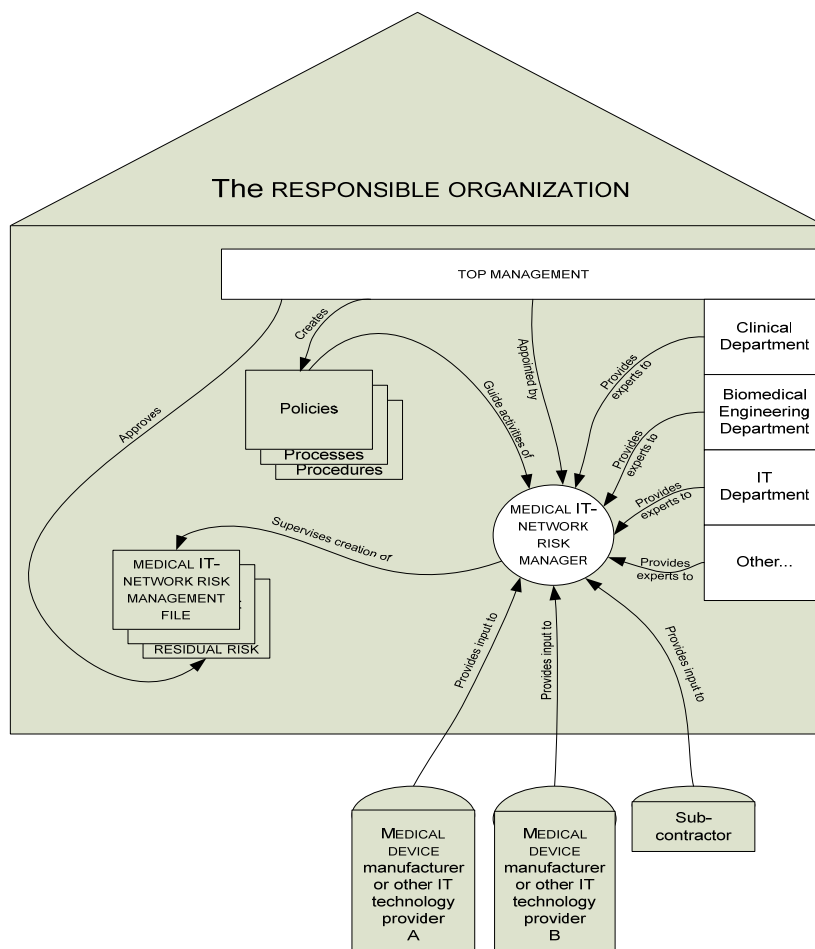 The RESPONSIBLE ORGANIZATION
TOP MANAGEMENT
Creates
Approves
Guide activities of
Appointed by
Clinical
Department
Provides
experts to
Biomedical
Engineering
Department
Provides
experts to
IT
Department
Provides
experts to
Other...
Provides
experts to
Policies
Processes
Procedures
MEDICAL IT-
NETWORK
RISK
MANAGER
Supervises creation of
MEDICAL IT-
NETWORK RISK
MANAGEMENT
FILE
RESIDUAL RISK
Provides input to
Provides input to
Provides input to
MEDICAL
DEVICE
manufacturer
or other IT
technology
provider
A
MEDICAL
DEVICE
manufacturer
or other IT
technology
provider
B
Sub-
contractor